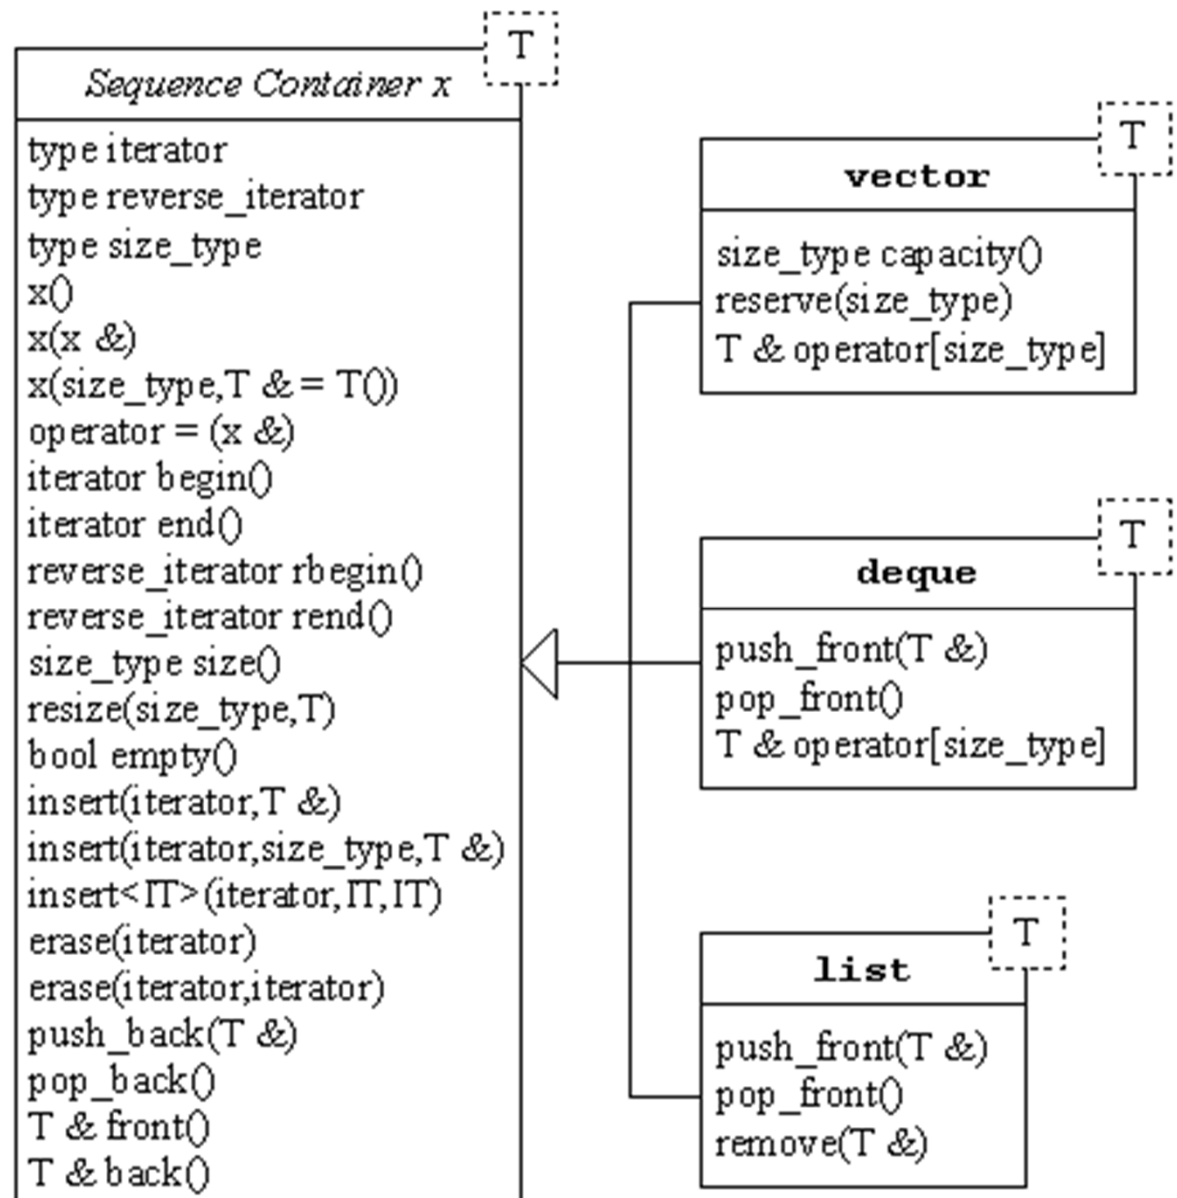 T
Sequence Container x
type iterator
type reverse_iterator
type size_type
x()
x(x &)
x(size_type,T & = T())
operator = (x &)
iterator begin()
iterator end()
reverse_iterator rbegin()
reverse_iterator rend()
size_type size()
resize(size_type,T)
bool empty()
insert(iterator,T &)
insert(iterator,size_type,T &)
insert<IT>(iterator,IT,IT)
erase(iterator)
erase(iterator,iterator)
push_back(T &)
pop_back()
T & front()
T & back()
T
vector
size_type capacity()
reserve(size_type)
T & operator[size_type]
T
deque
push_front(T &)
pop_front()
T & operator[size_type]
T
list
push_front(T &)
pop_front()
remove(T &)